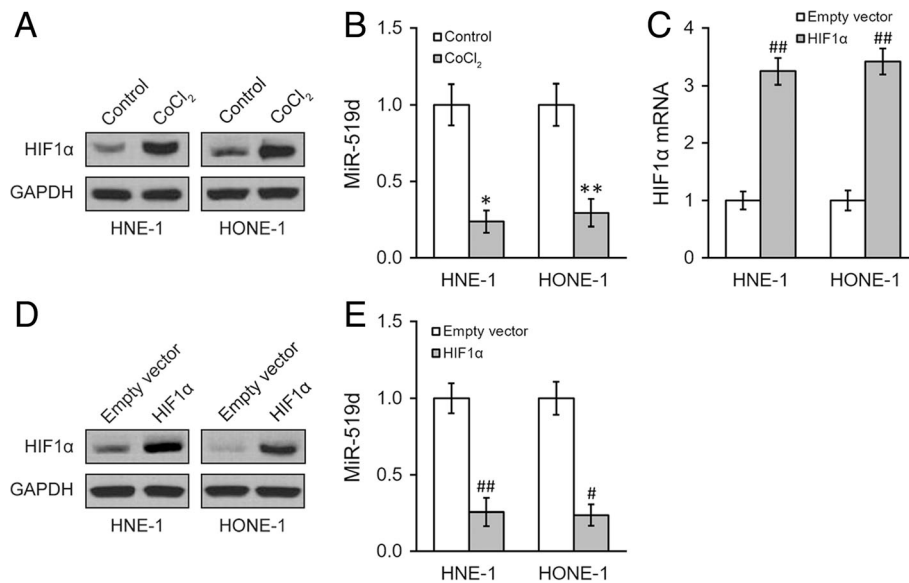 A
Control
CoCl₂
Control
CoCl₂
HIF1α
GAPDH
HNE-1
HONE-1
B
Control
CoCl₂
MiR-519d
1.5
1.0
0.5
0.0
*
**
HNE-1
HONE-1
C
Empty vector
HIF1α
HIF1α mRNA
4
3
2
1
0
##
##
HNE-1
HONE-1
D
Empty vector
HIF1α
Empty vector
HIF1α
HIF1α
GAPDH
HNE-1
HONE-1
E
Empty vector
HIF1α
MiR-519d
1.5
1.0
0.5
0.0
##
#
HNE-1
HONE-1